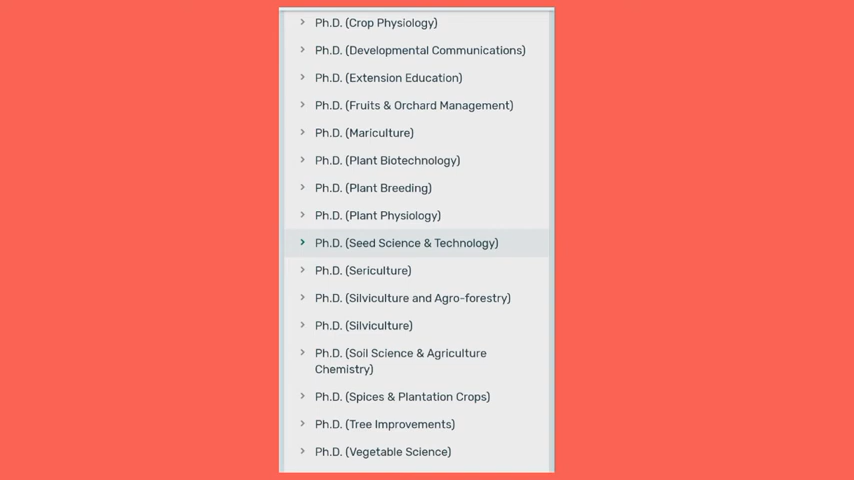 Ph.D. (Crop Physiology)
Ph.D. (Developmental Communications)
Ph.D. (Extension Education)
Ph.D. (Fruits & Orchard Management)
Ph.D. (Mariculture)
Ph.D. (Plant Biotechnology)
Ph.D. (Plant Breeding)
Ph.D. (Plant Physiology)
Ph.D. (Seed Science & Technology)
Ph.D. (Sericulture)
Ph.D. (Silviculture and Agro-forestry)
Ph.D. (Silviculture)
Ph.D. (Soil Science & Agriculture
Chemistry)
Ph.D. (Spices & Plantation Crops)
Ph.D. (Tree Improvements)
Ph.D. (Vegetable Science)